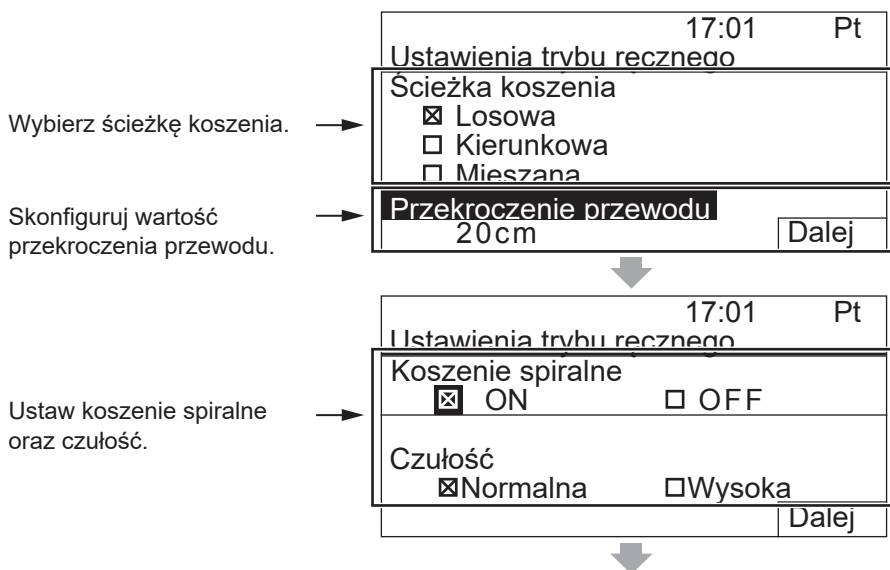 17:01 Pt
Ustawienia trybu ręcznego
Ścieżka koszenia
Wybierz ścieżkę koszenia.
☒ Losowa
☐ Kierunkowa
☐ Mieszana
Skonfiguruj wartość
przekroczenia przewodu.
Przekroczenie przewodu
20cm
Dalej
17:01 Pt
Ustawienia trybu ręcznego
Koszenie spiralne
☒ ON ☐ OFF
Ustaw koszenie spiralne
oraz czułość.
Czułość
☒Normalna ☐Wysoka
Dalej